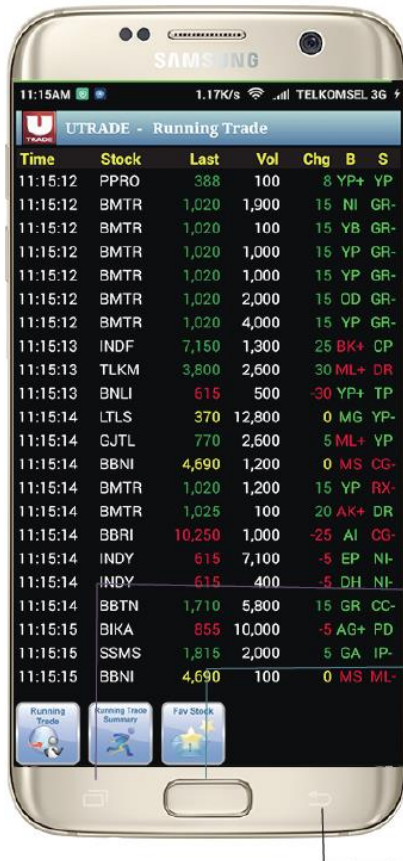 SAMSUNG
11:15AM 1.17K/s TELKOMSEL 3G
U TRADE UTRADE - Running Trade
Time Stock Last Vol Chg B S
11:15:12 PPRO 388 100 8 YP+ YP
11:15:12 BMTR 1,020 1,900 15 NI GR-
11:15:12 BMTR 1,020 100 15 YB GR-
11:15:12 BMTR 1,020 1,000 15 YP GR-
11:15:12 BMTR 1,020 1,000 15 YP GR-
11:15:12 BMTR 1,020 2,000 15 OD GR-
11:15:12 BMTR 1,020 4,000 15 YP GR-
11:15:13 INDF 7,150 1,300 25 BK+ CP
11:15:13 TLKM 3,800 2,600 30 ML+ DR
11:15:13 BNLI 615 500 -30 YP+ TP
11:15:14 LTLS 370 12,800 0 MG YP-
11:15:14 GJTL 770 2,600 5 ML+ YP
11:15:14 BBNI 4,690 1,200 0 MS CG-
11:15:14 BMTR 1,020 1,200 15 YP RX-
11:15:14 BMTR 1,025 100 20 AK+ DR
11:15:14 BBRI 10,250 1,000 -25 AI CG-
11:15:14 INDY 615 7,100 -5 EP NI-
11:15:14 INDY 615 400 -5 DH NI-
11:15:14 BBTN 1,710 5,800 15 GR CC-
11:15:15 BIKA 855 10,000 -5 AG+ PD
11:15:15 SSMS 1,815 2,000 5 GA IP-
11:15:15 BBNI 4,690 100 0 MS ML-
Running Trade
Running Trade Summary
Fav Stock